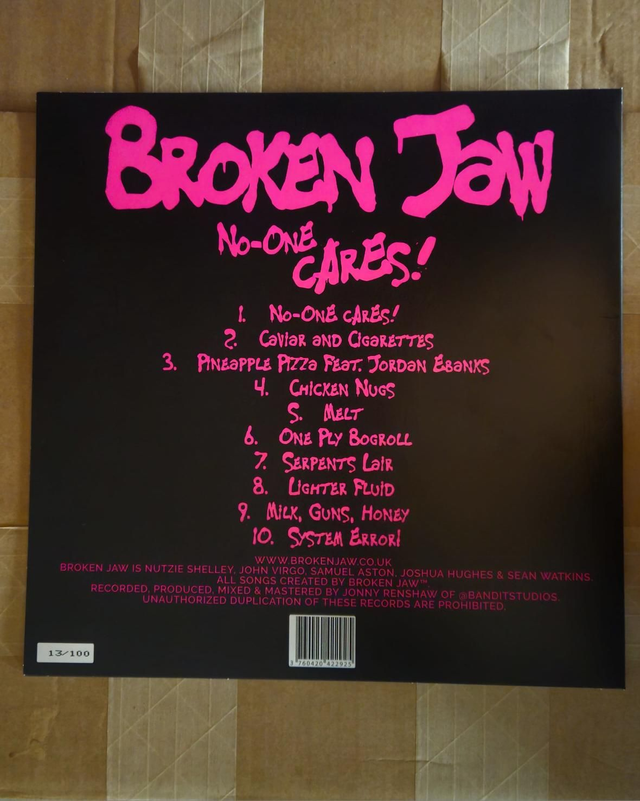 BROKEN JAW
NO-ONE
CARES!
1. NO-ONE CARES!
2. CAVIAR AND CIGARETTES
3. PINEAPPLE PIZZA FEAT. JORDAN EBANKS
4. CHICKEN NUGS
5. MELT
6. ONE PLY BOGROLL
7. SERPENTS LAIR
8. LIGHTER FLUID
9. MILK, GUNS, HONEY
10. SYSTEM ERROR!
WWW.BROKENJAW.CO.UK
BROKEN JAW IS NUTZIE SHELLEY, JOHN VIRGO, SAMUEL ASTON, JOSHUA HUGHES & SEAN WATKINS.
ALL SONGS CREATED BY BROKEN JAW™
RECORDED, PRODUCED, MIXED & MASTERED BY JONNY RENSHAW OF @BANDITSTUDIOS.
UNAUTHORIZED DUPLICATION OF THESE RECORDS ARE PROHIBITED.
13/100
3 760420 422925